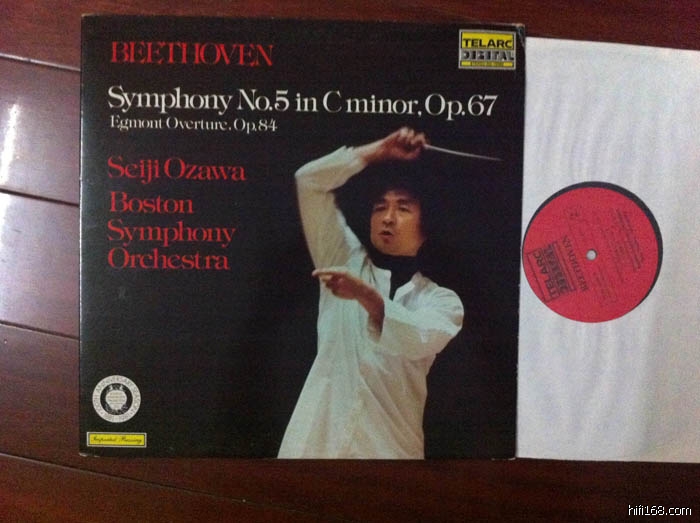 BEETHOVEN
TELARC
DIGITAL
Symphony No.5 in C minor, Op.67
Egmont Overture, Op.84
Seiji Ozawa
Boston
Symphony
Orchestra
Imported Pressing
TELARC
BEETHOVEN
hifi168.com